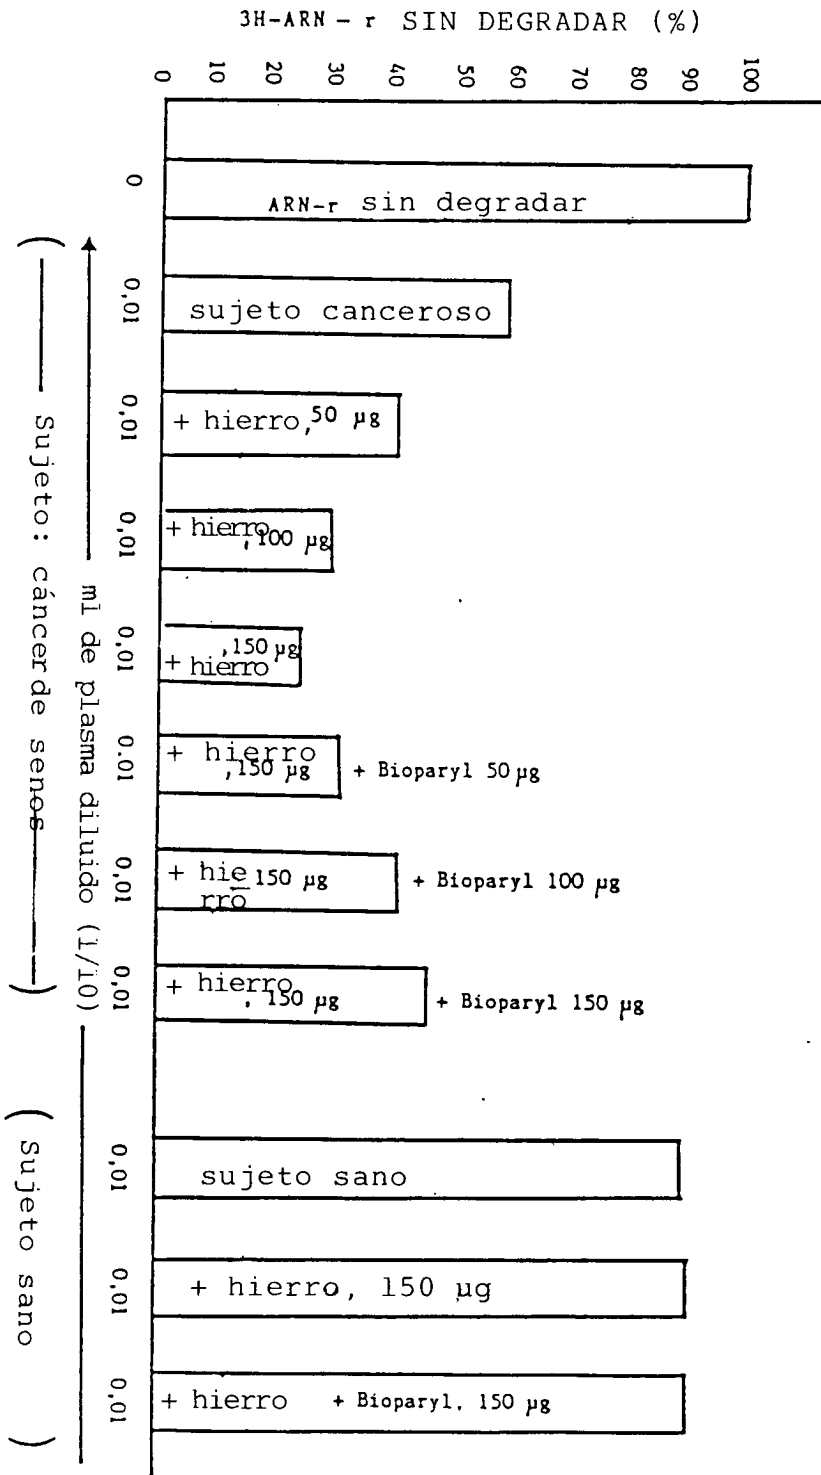 3H-ARN - r SIN DEGRADAR (%)
0 10 20 30 40 50 60 70 80 90 100
0
ARN-r sin degradar
0,01
sujeto canceroso
0,01
+ hierro, 50 µg
0,01
+ hierro, 100 µg
0,01
+ hierro, 150 µg
0.01
+ hierro, 150 µg + Bioparyl 50 µg
0,01
+ hie rro 150 µg + Bioparyl 100 µg
0,01
+ hierro, 150 µg + Bioparyl 150 µg
0,01
sujeto sano
0,01
+ hierro, 150 µg
0,01
+ hierro + Bioparyl, 150 µg
ml de plasma diluido (1/10)
( Sujeto: cáncer de senos )
( Sujeto sano )